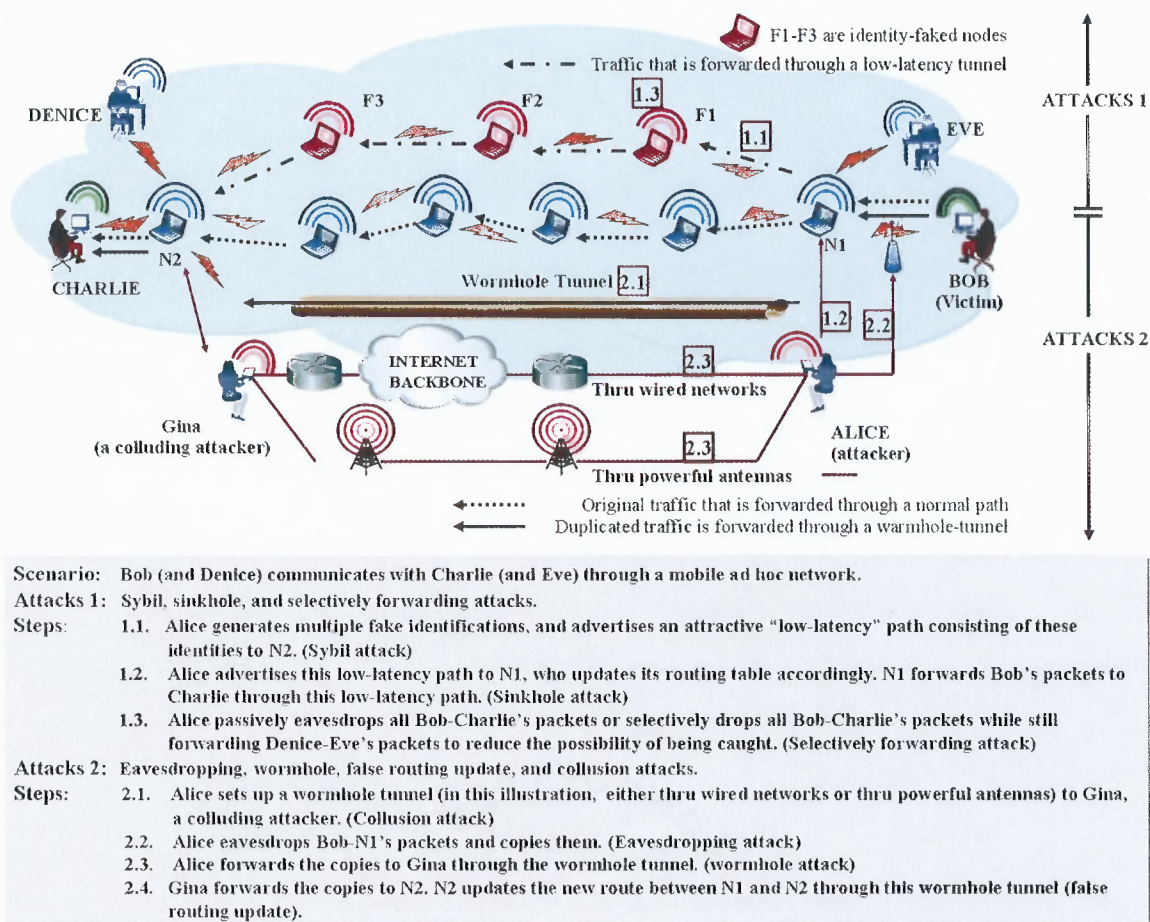 F1-F3 are identity-faked nodes
Traffic that is forwarded through a low-latency tunnel
ATTACKS 1
DENICE
F3
F2
1.3
F1
1.1
EVE
N2
N1
CHARLIE
BOB
(Victim)
Wormhole Tunnel 2.1
1.2
2.2
ATTACKS 2
INTERNET
BACKBONE
2.3
Thru wired networks
Gina
(a colluding attacker)
ALICE
(attacker)
2.3
Thru powerful antennas
Original traffic that is forwarded through a normal path
Duplicated traffic is forwarded through a warmhole-tunnel
Scenario: Bob (and Denice) communicates with Charlie (and Eve) through a mobile ad hoc network.
Attacks 1: Sybil, sinkhole, and selectively forwarding attacks.
Steps: 1.1. Alice generates multiple fake identifications, and advertises an attractive “low-latency” path consisting of these
identities to N2. (Sybil attack)
1.2. Alice advertises this low-latency path to N1, who updates its routing table accordingly. N1 forwards Bob's packets to
Charlie through this low-latency path. (Sinkhole attack)
1.3. Alice passively eavesdrops all Bob-Charlie's packets or selectively drops all Bob-Charlie's packets while still
forwarding Denice-Eve's packets to reduce the possibility of being caught. (Selectively forwarding attack)
Attacks 2: Eavesdropping, wormhole, false routing update, and collusion attacks.
Steps: 2.1. Alice sets up a wormhole tunnel (in this illustration, either thru wired networks or thru powerful antennas) to Gina,
a colluding attacker. (Collusion attack)
2.2. Alice eavesdrops Bob-N1's packets and copies them. (Eavesdropping attack)
2.3. Alice forwards the copies to Gina through the wormhole tunnel. (wormhole attack)
2.4. Gina forwards the copies to N2. N2 updates the new route between N1 and N2 through this wormhole tunnel (false
routing update).